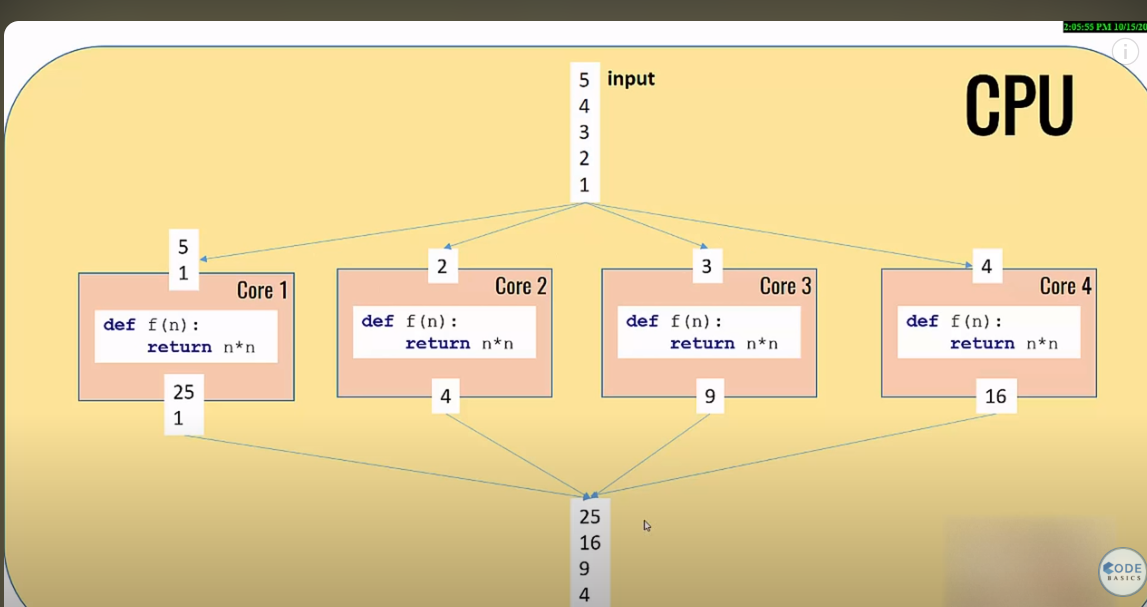 2:05:55 PM 10/15/20
CPU
5 input
4
3
2
1
5
1
Core 1
def f(n):
return n*n
25
1
2
Core 2
def f(n):
return n*n
4
3
Core 3
def f(n):
return n*n
9
4
Core 4
def f(n):
return n*n
16
25
16
9
4
CODE
BASICS